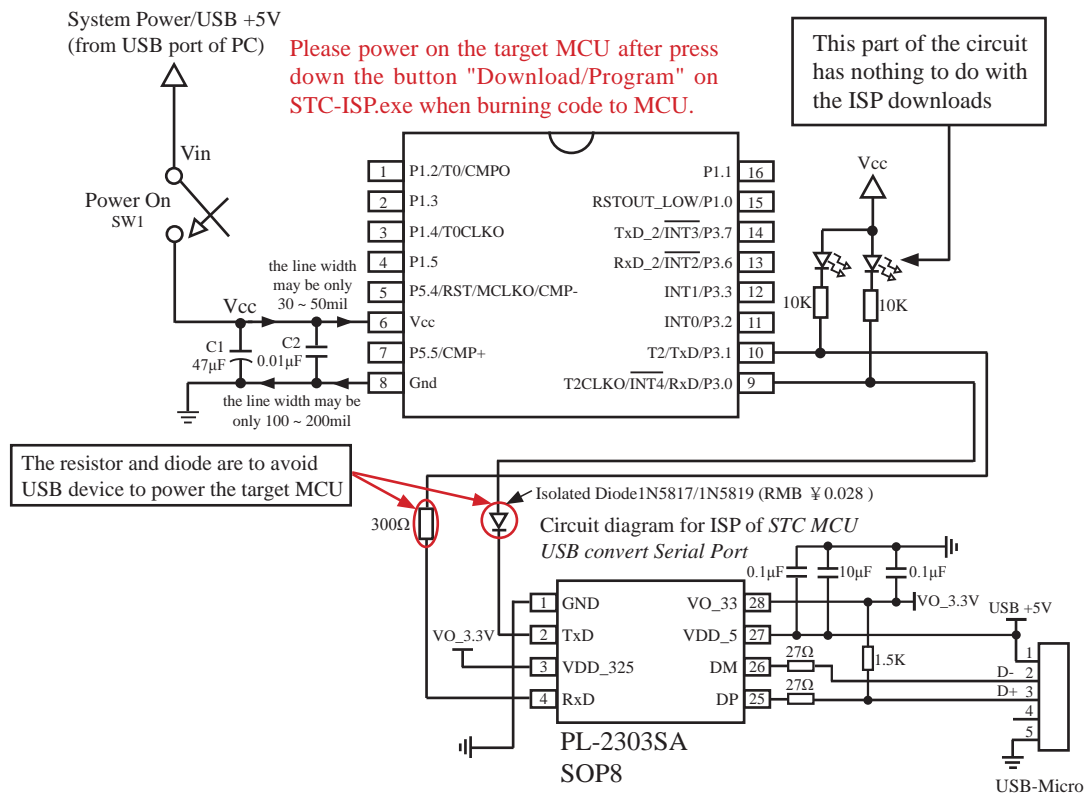 System Power/USB +5V
(from USB port of PC)
Please power on the target MCU after press
down the button "Download/Program" on
STC-ISP.exe when burning code to MCU.
This part of the circuit
has nothing to do with
the ISP downloads
Vin
Power On
SW1
Vcc
the line width
may be only
30 ~ 50mil
C1
47μF
C2
0.01μF
the line width may be
only 100 ~ 200mil
1 P1.2/T0/CMPO
2 P1.3
3 P1.4/T0CLKO
4 P1.5
5 P5.4/RST/MCLKO/CMP-
6 Vcc
7 P5.5/CMP+
8 Gnd
P1.1 16
RSTOUT_LOW/P1.0 15
TxD_2/INT3/P3.7 14
RxD_2/INT2/P3.6 13
INT1/P3.3 12
INT0/P3.2 11
T2/TxD/P3.1 10
T2CLKO/INT4/RxD/P3.0 9
Vcc
10K
10K
The resistor and diode are to avoid
USB device to power the target MCU
300Ω
Isolated Diode1N5817/1N5819 (RMB ¥0.028 )
Circuit diagram for ISP of STC MCU
USB convert Serial Port
0.1μF
10μF
0.1μF
VO_3.3V
1 GND
2 TxD
3 VDD_325
4 RxD
VO_33 28
VDD_5 27
DM 26
DP 25
VO_3.3V
USB +5V
27Ω
27Ω
1.5K
D-
D+
1
2
3
4
5
PL-2303SA
SOP8
USB-Micro